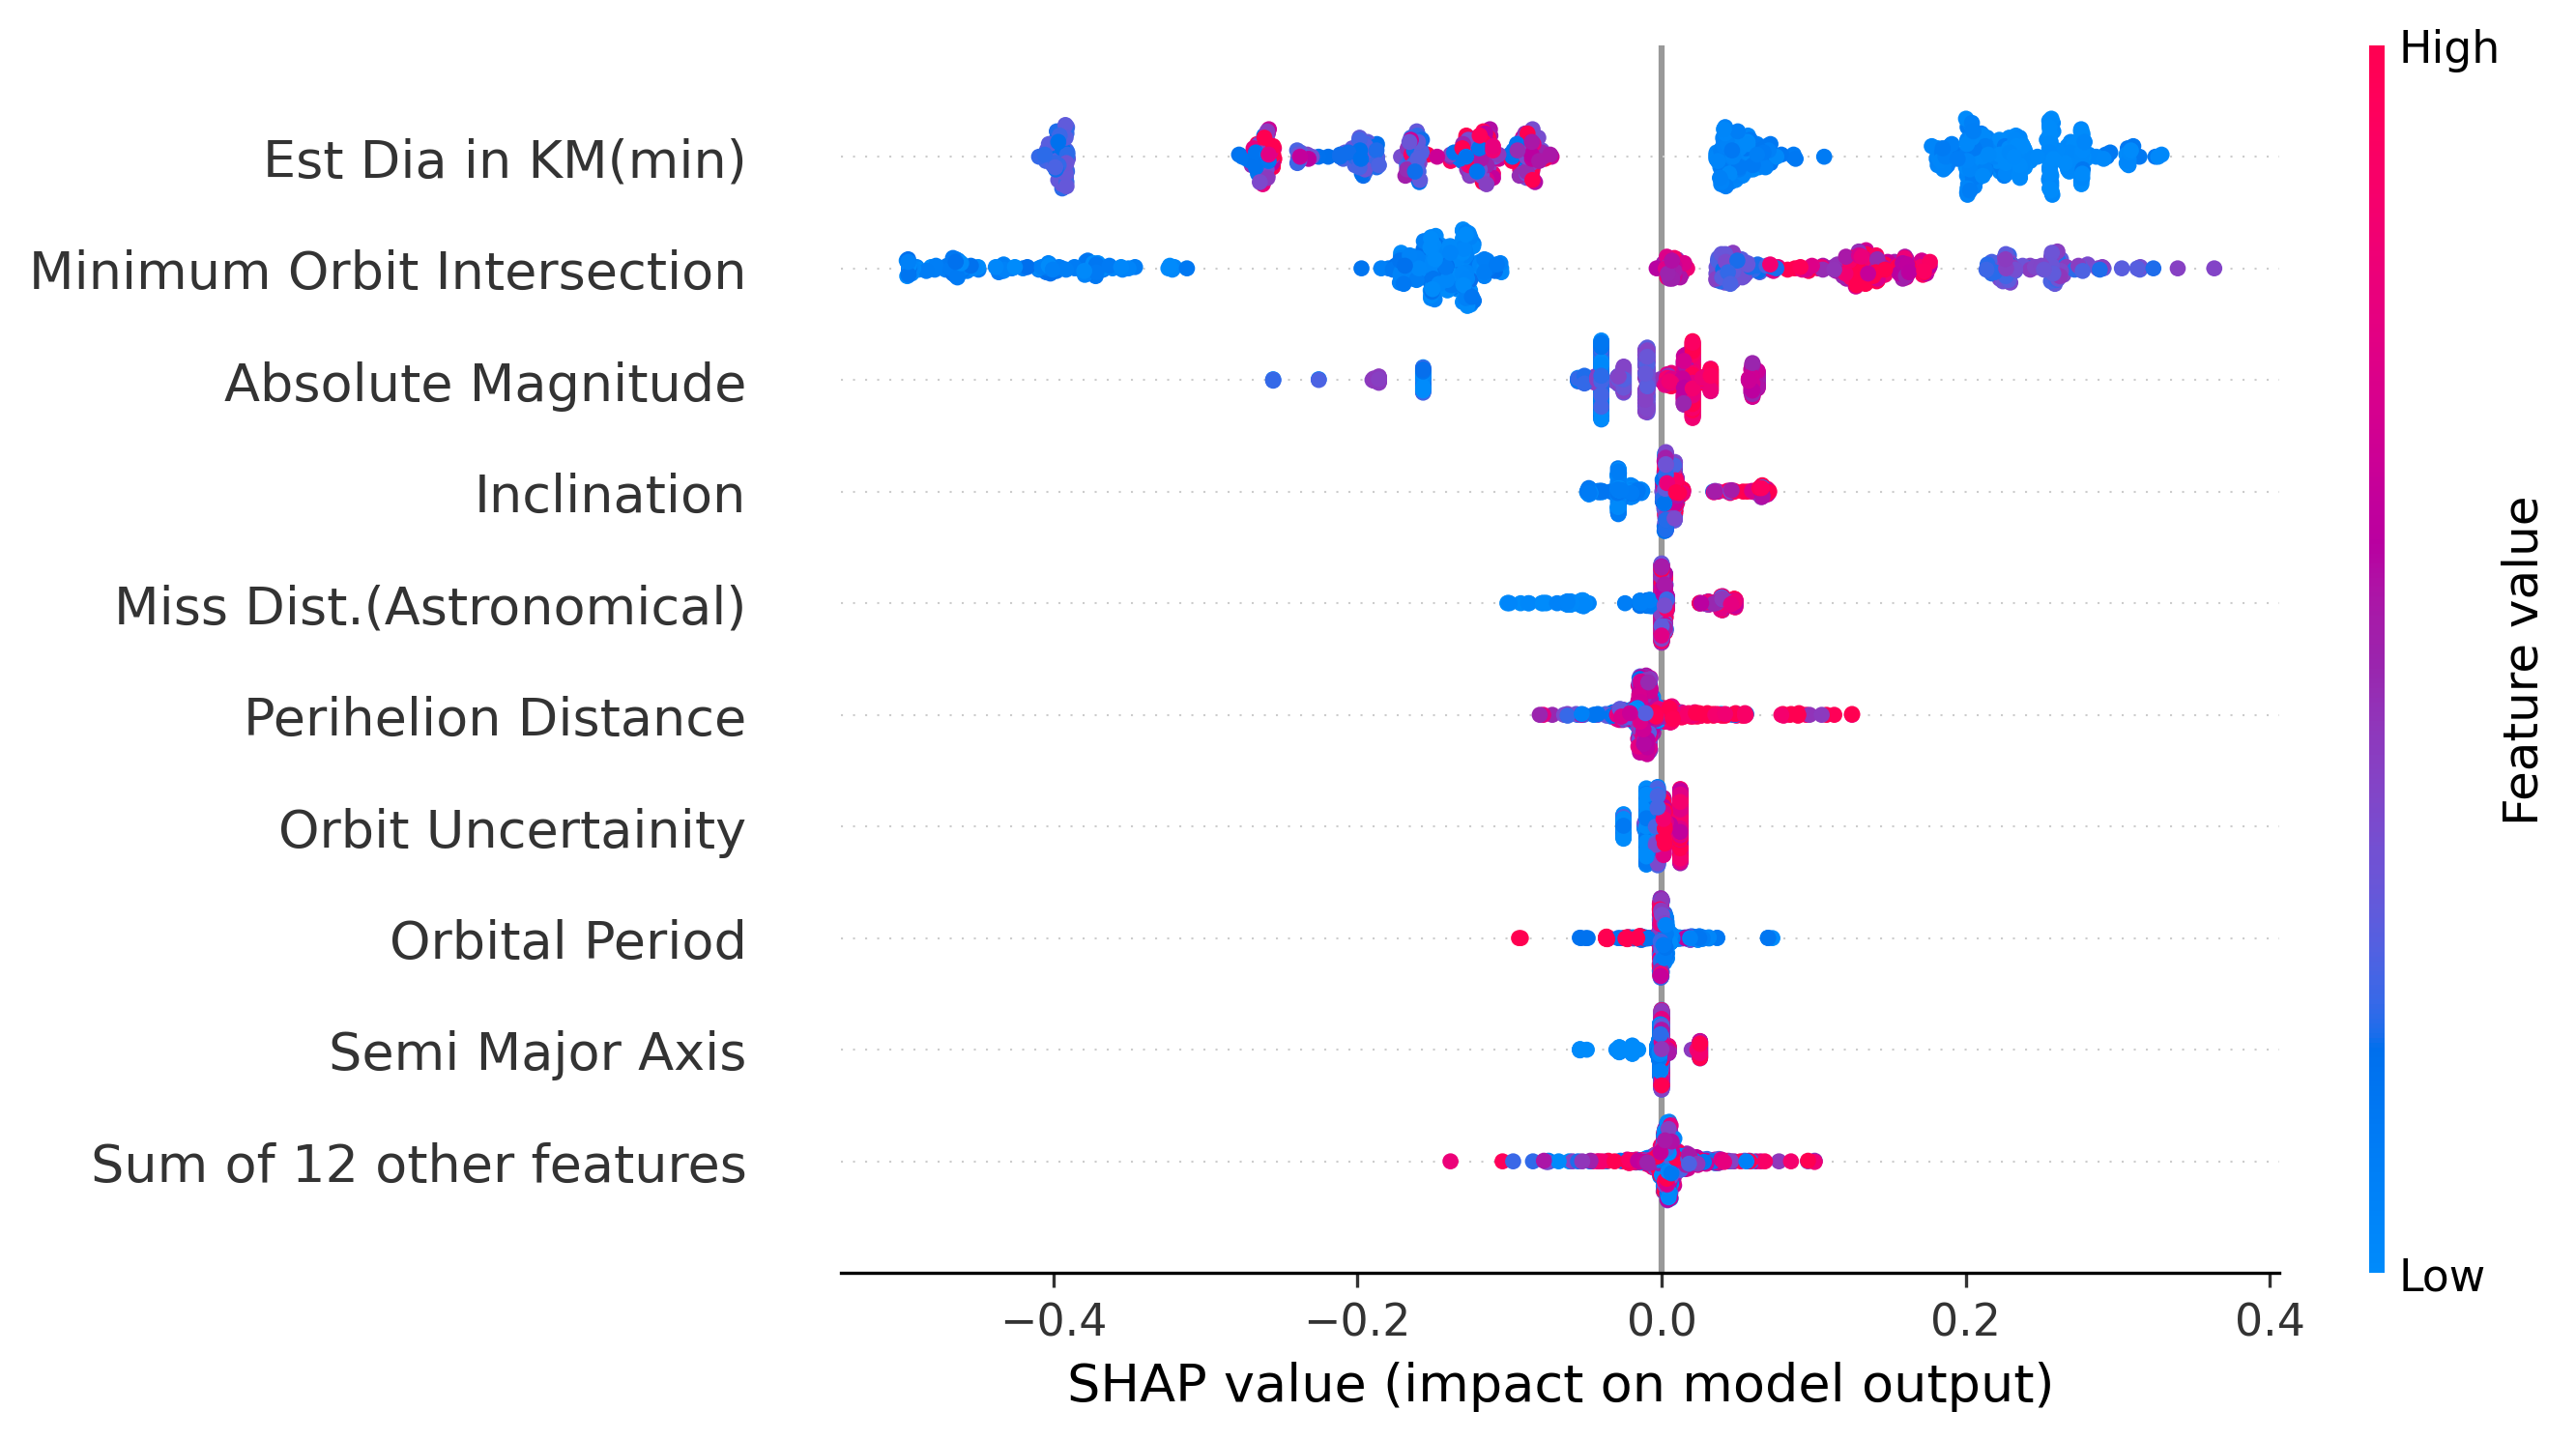 High
Est Dia in KM(min)
Minimum Orbit Intersection
Absolute Magnitude
Inclination
Miss Dist.(Astronomical)
Perihelion Distance
Orbit Uncertainity
Orbital Period
Semi Major Axis
Sum of 12 other features
Feature value
Low
−0.4 −0.2 0.0 0.2 0.4
SHAP value (impact on model output)